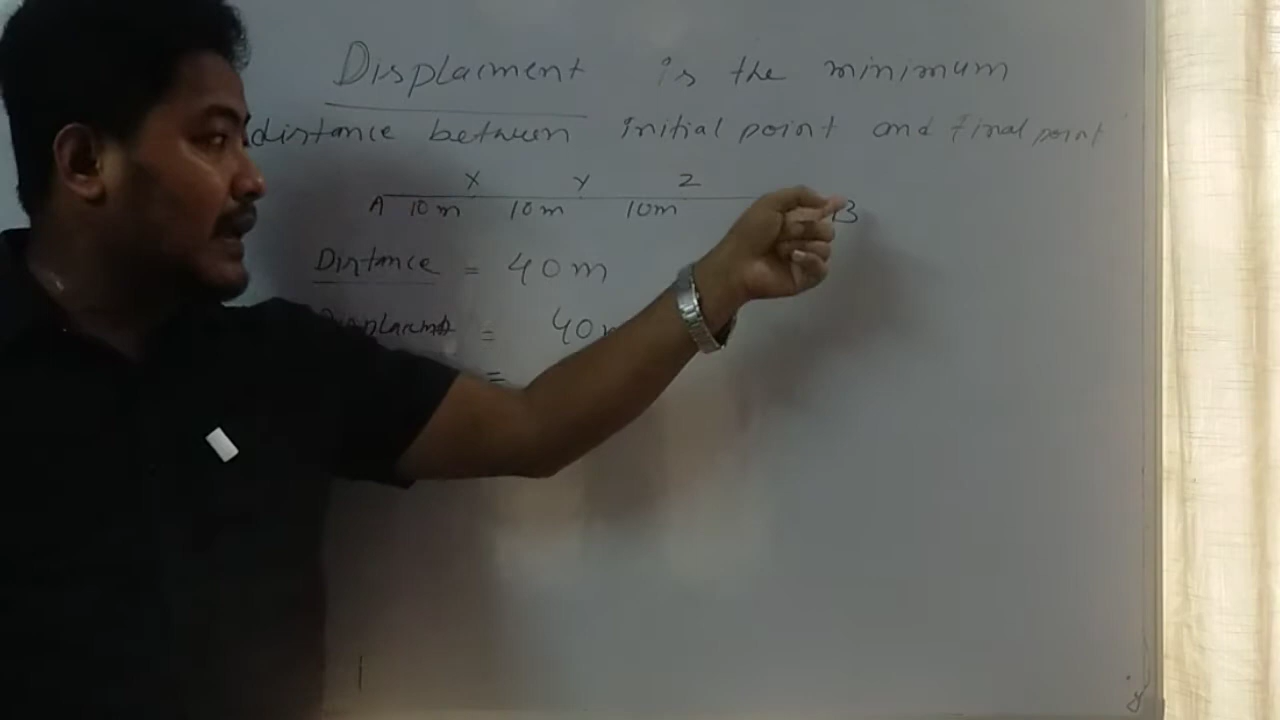 Displacment is the minimum
distance between initial point and final point
X Y Z
A 10m 10m 10m B
Distance = 40m
= 40
=